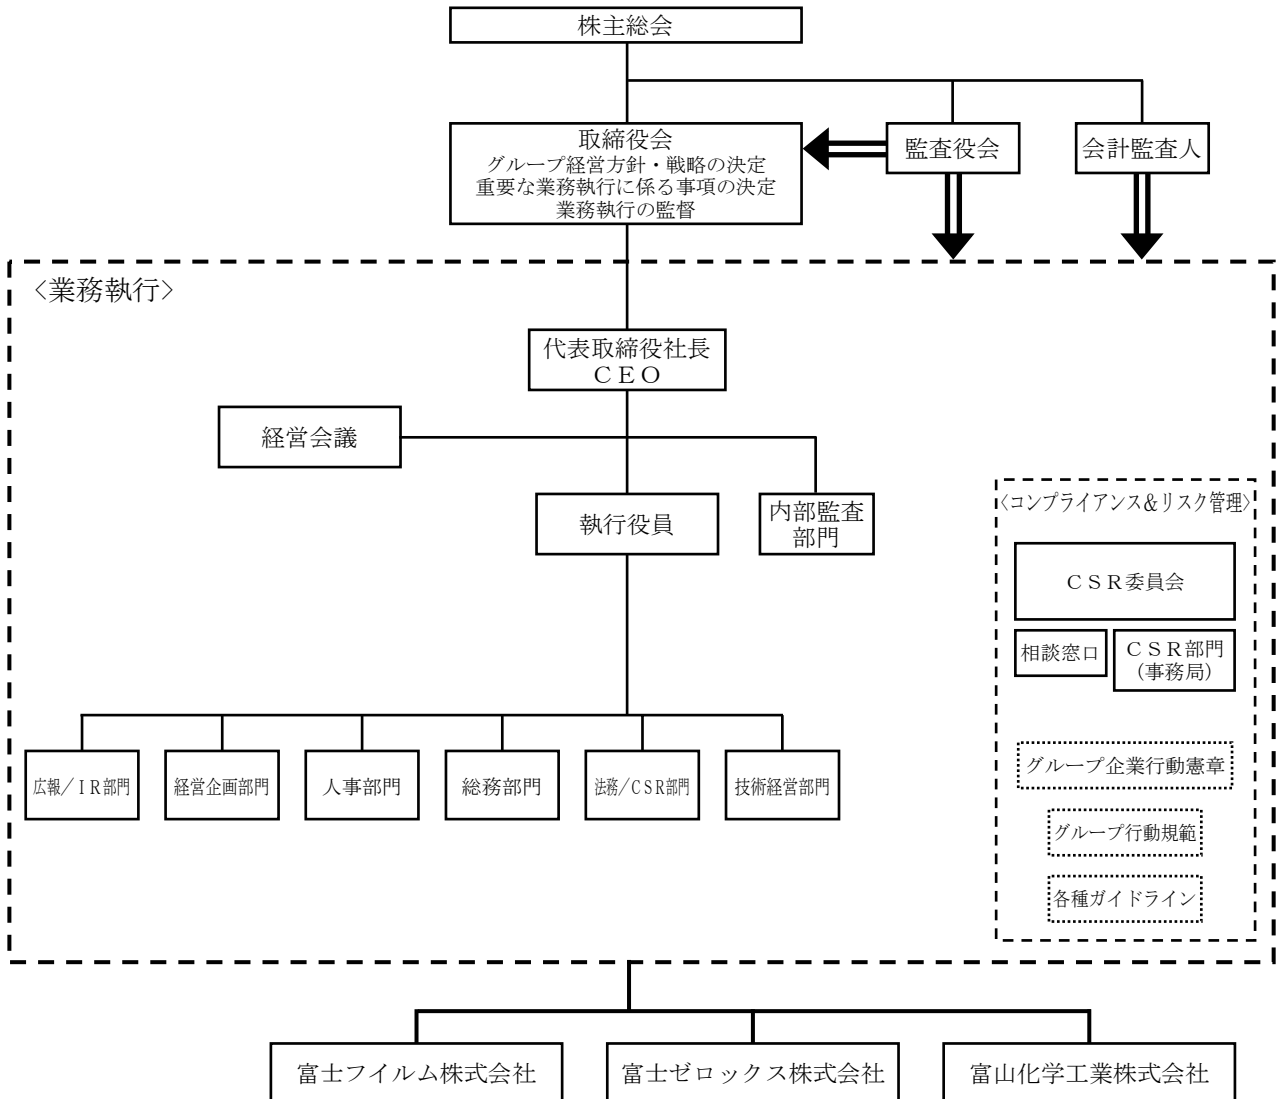 株主総会
取締役会
グループ経営方針・戦略の決定
重要な業務執行に係る事項の決定
業務執行の監督
監査役会
会計監査人
〈業務執行〉
代表取締役社長
ＣＥＯ
経営会議
執行役員
内部監査
部門
〈コンプライアンス＆リスク管理〉
ＣＳＲ委員会
相談窓口
ＣＳＲ部門
（事務局）
広報／ＩＲ部門
経営企画部門
人事部門
総務部門
法務／ＣＳＲ部門
技術経営部門
グループ企業行動憲章
グループ行動規範
各種ガイドライン
富士フイルム株式会社
富士ゼロックス株式会社
富山化学工業株式会社